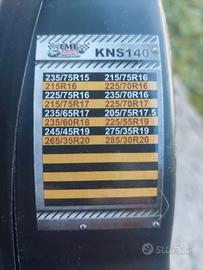 KNS140
235/75R15 215/75R16
215R16 225/70R16
225/75R16 235/70R16
215/75R17 225/70R17
235/65R17 205/75R17.5
235/60R18 225/55R19
245/45R19 275/35R19
265/35R20 285/30R20
subito